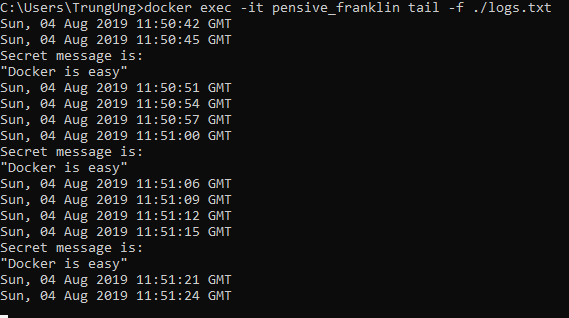 C:\Users\TrungUng>docker exec -it pensive_franklin tail -f ./logs.txt
Sun, 04 Aug 2019 11:50:42 GMT
Sun, 04 Aug 2019 11:50:45 GMT
Secret message is:
"Docker is easy"
Sun, 04 Aug 2019 11:50:51 GMT
Sun, 04 Aug 2019 11:50:54 GMT
Sun, 04 Aug 2019 11:50:57 GMT
Sun, 04 Aug 2019 11:51:00 GMT
Secret message is:
"Docker is easy"
Sun, 04 Aug 2019 11:51:06 GMT
Sun, 04 Aug 2019 11:51:09 GMT
Sun, 04 Aug 2019 11:51:12 GMT
Sun, 04 Aug 2019 11:51:15 GMT
Secret message is:
"Docker is easy"
Sun, 04 Aug 2019 11:51:21 GMT
Sun, 04 Aug 2019 11:51:24 GMT